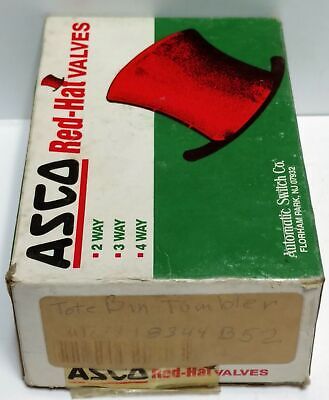 ASCO
Red-Hat VALVES
2 WAY
3 WAY
4 WAY
Automatic Switch Co.
FLORHAM PARK, NJ 07932
Tote Bin Tumbler
8344 B52
ASCO Red-Hat VALVES